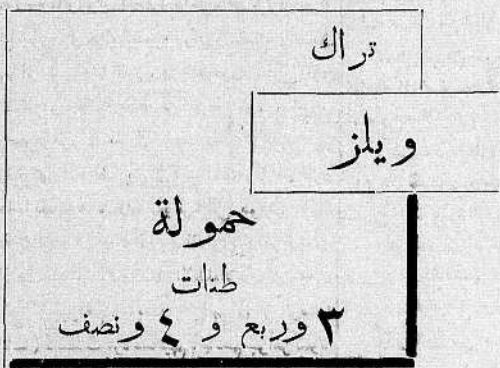 تراك
ويلز
حمولة
طنات
٣ وربع و ٤ ونصف